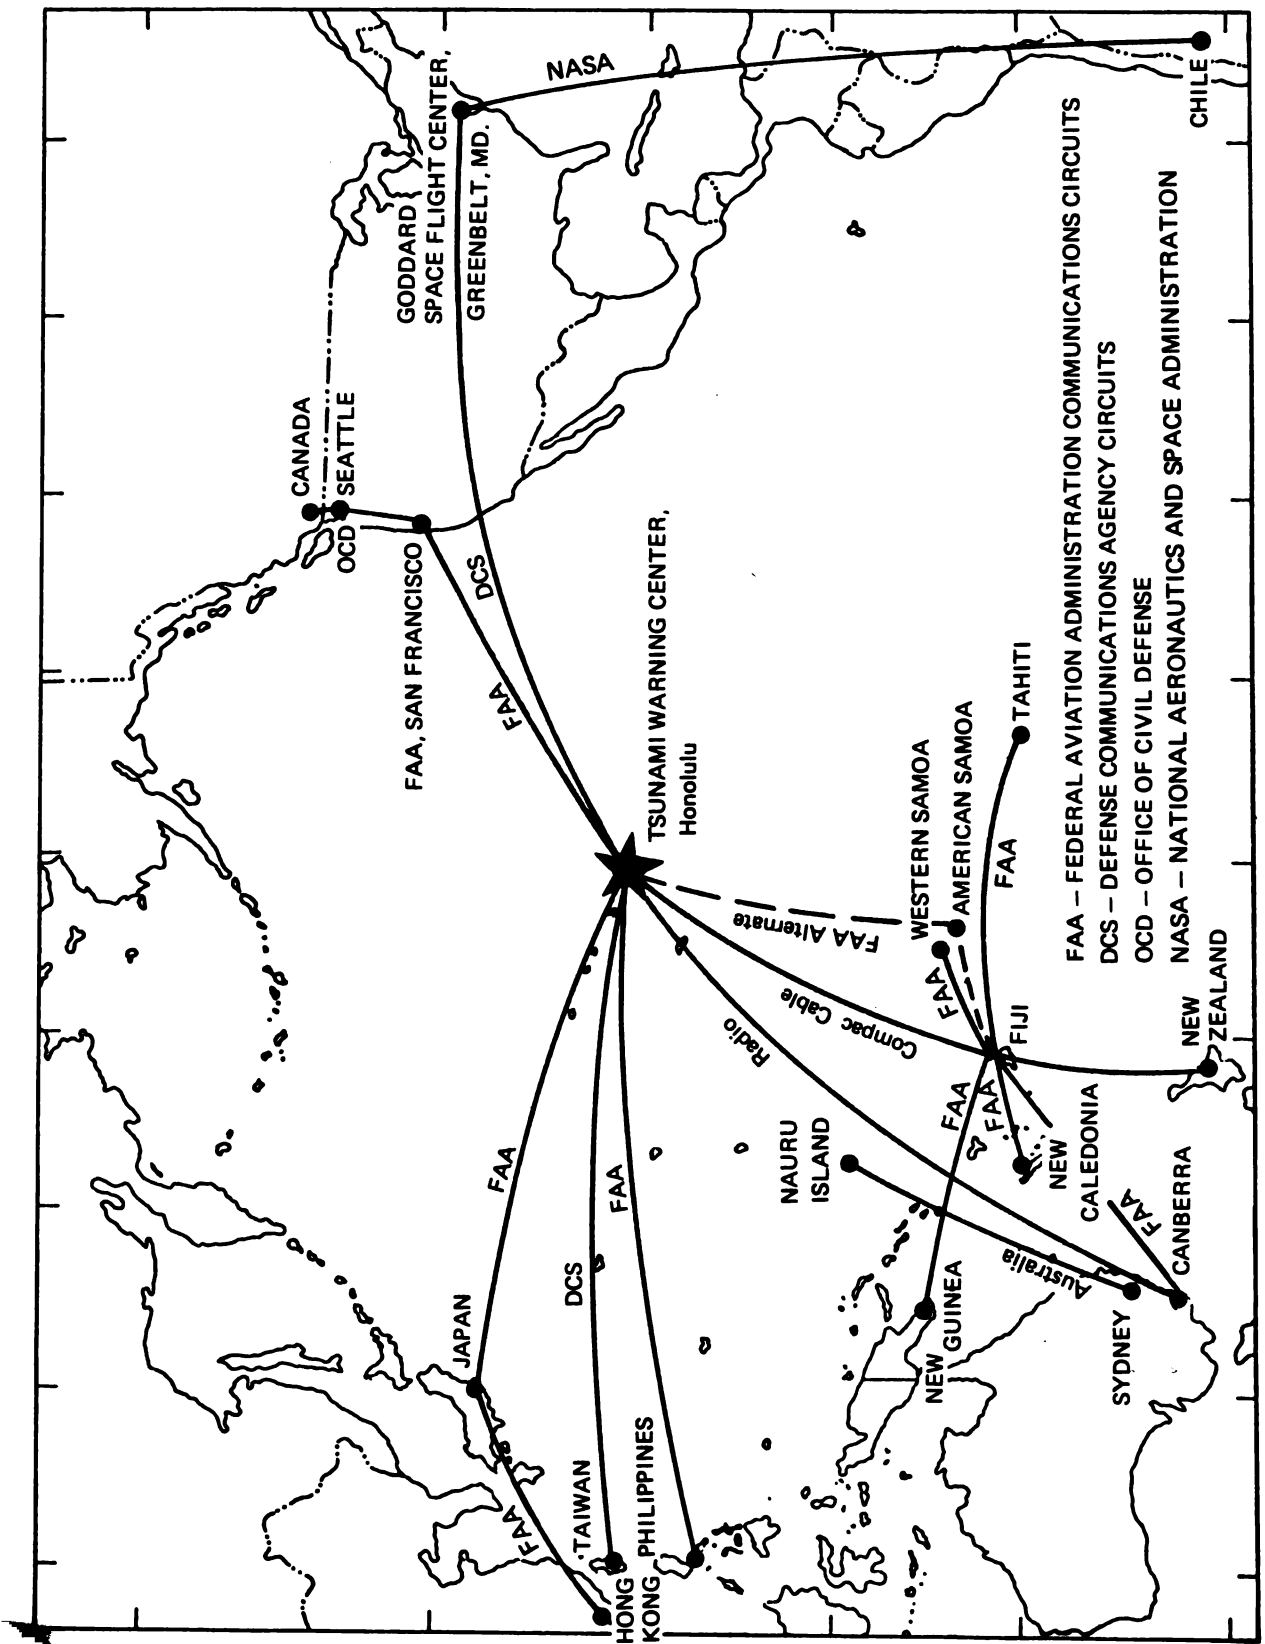 CANADA
OCD
SEATTLE
FAA, SAN FRANCISCO
GODDARD
SPACE FLIGHT CENTER,
GREENBELT, MD.
NASA
CHILE
DCS
FAA
TSUNAMI WARNING CENTER,
Honolulu
JAPAN
FAA
FAA
TAIWAN
DCS
HONG
KONG
PHILIPPINES
FAA
Radio
Compac Cable
FAA Alternate
NAURU
ISLAND
WESTERN SAMOA
AMERICAN SAMOA
TAHITI
FAA
FAA
FIJI
FAA
FAA
NEW
GUINEA
NEW
CALEDONIA
Australia
SYDNEY
CANBERRA
FAA
NEW
ZEALAND
FAA – FEDERAL AVIATION ADMINISTRATION COMMUNICATIONS CIRCUITS
DCS – DEFENSE COMMUNICATIONS AGENCY CIRCUITS
OCD – OFFICE OF CIVIL DEFENSE
NASA – NATIONAL AERONAUTICS AND SPACE ADMINISTRATION